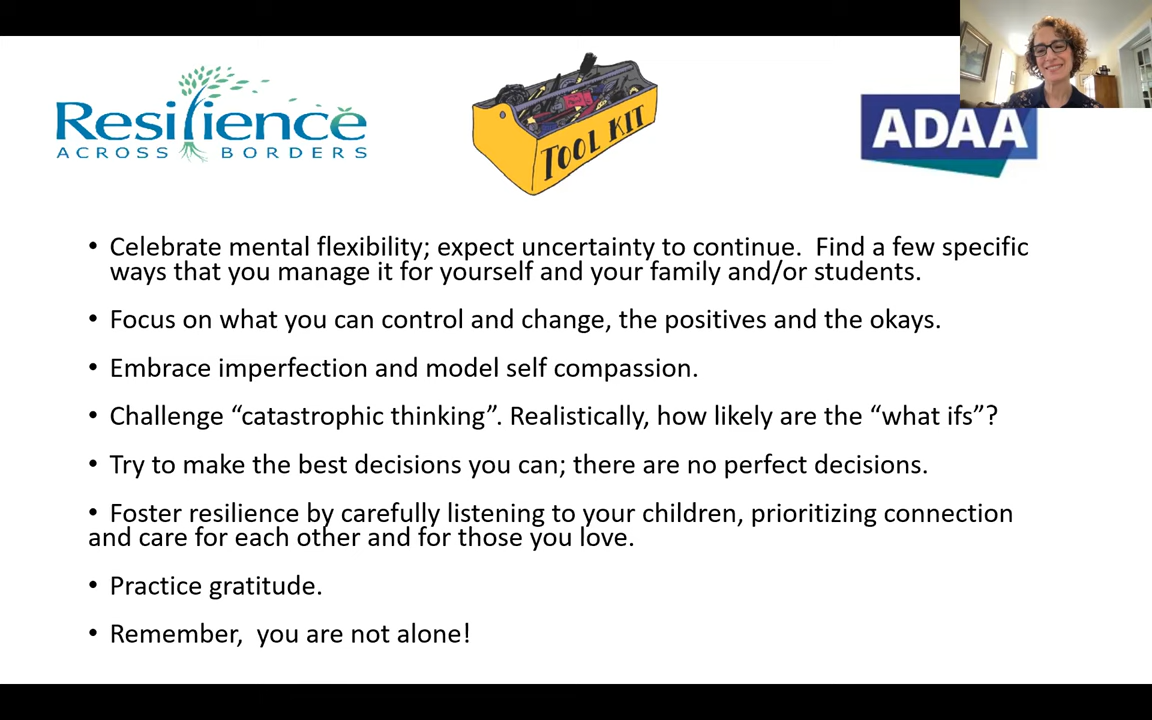 Resilience
ACROSS BORDERS
TOOL KIT
ADAA
• Celebrate mental flexibility; expect uncertainty to continue.  Find a few specific
ways that you manage it for yourself and your family and/or students.
• Focus on what you can control and change, the positives and the okays.
• Embrace imperfection and model self compassion.
• Challenge “catastrophic thinking”. Realistically, how likely are the “what ifs”?
• Try to make the best decisions you can; there are no perfect decisions.
• Foster resilience by carefully listening to your children, prioritizing connection
and care for each other and for those you love.
• Practice gratitude.
• Remember,  you are not alone!